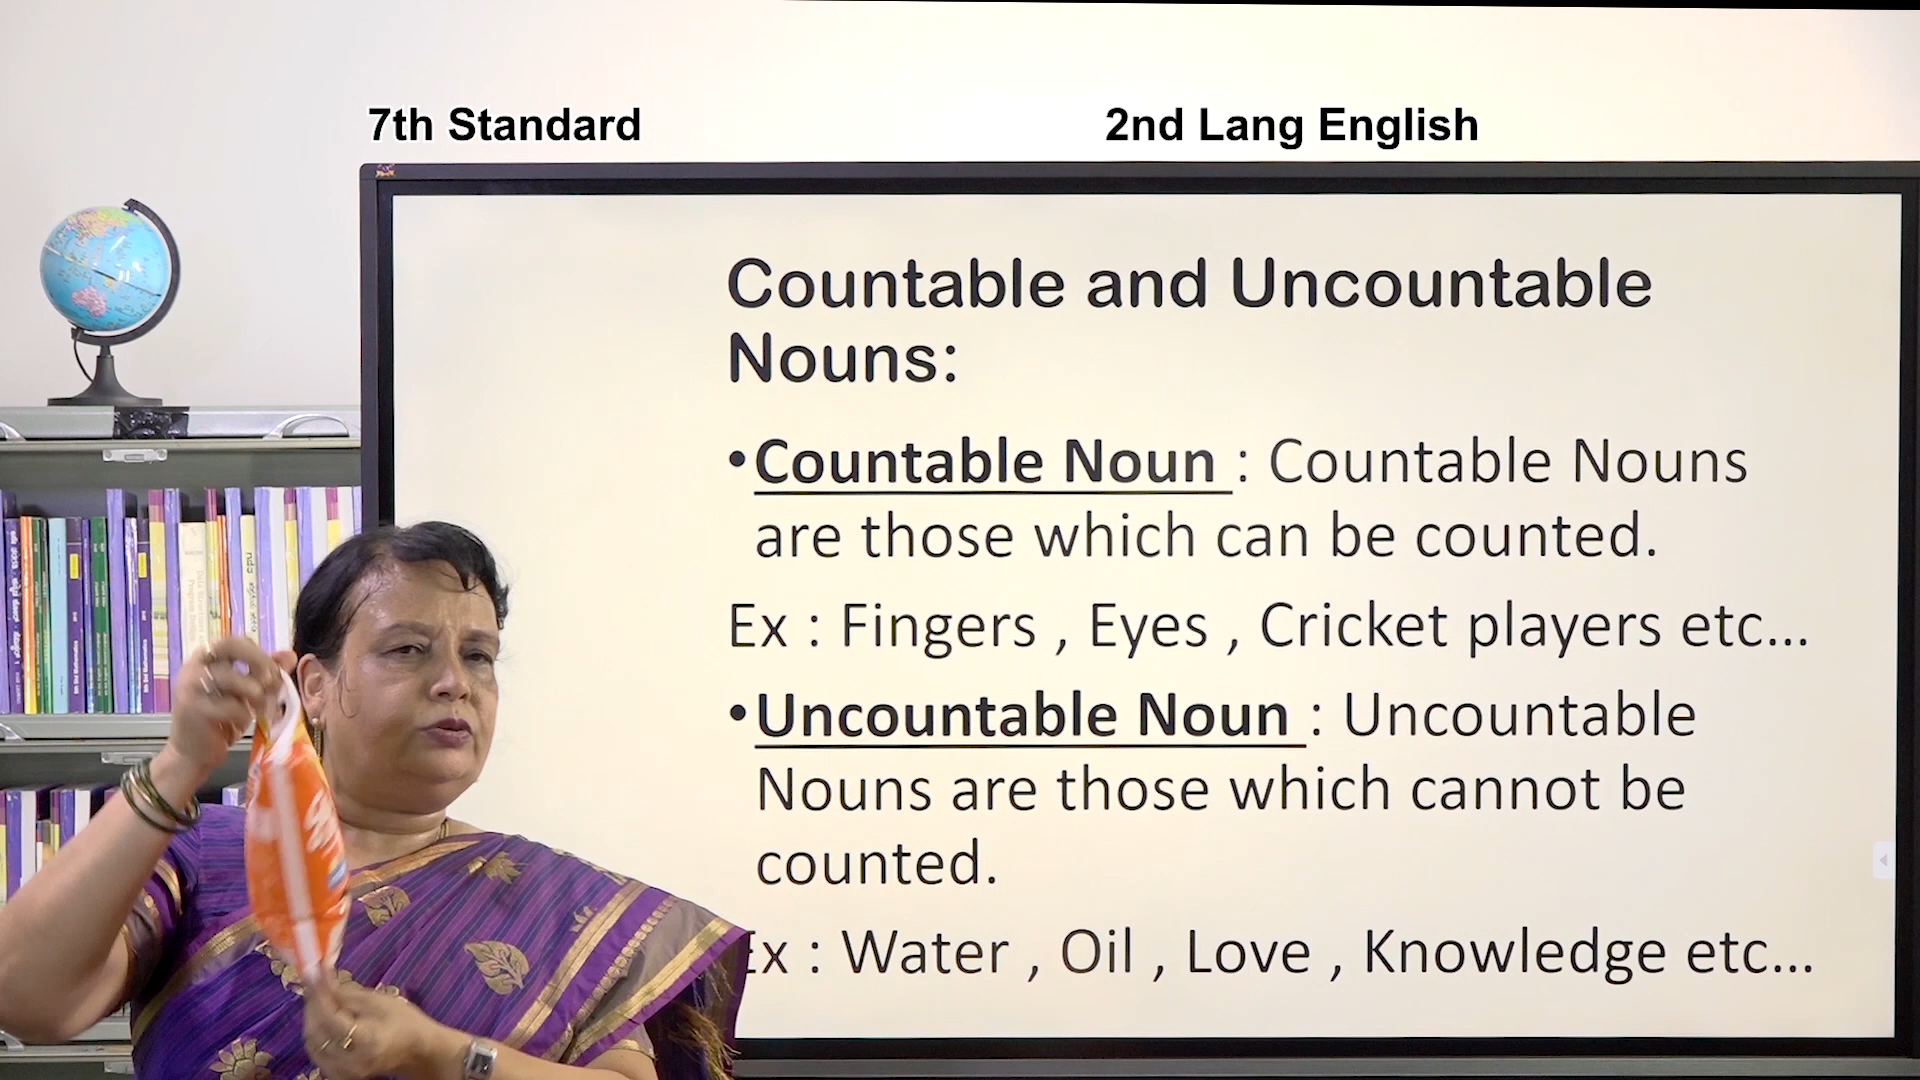 7th Standard
2nd Lang English
Countable and Uncountable
Nouns:
•Countable Noun : Countable Nouns
are those which can be counted.
Ex : Fingers , Eyes , Cricket players etc...
•Uncountable Noun : Uncountable
Nouns are those which cannot be
counted.
Ex : Water , Oil , Love , Knowledge etc...